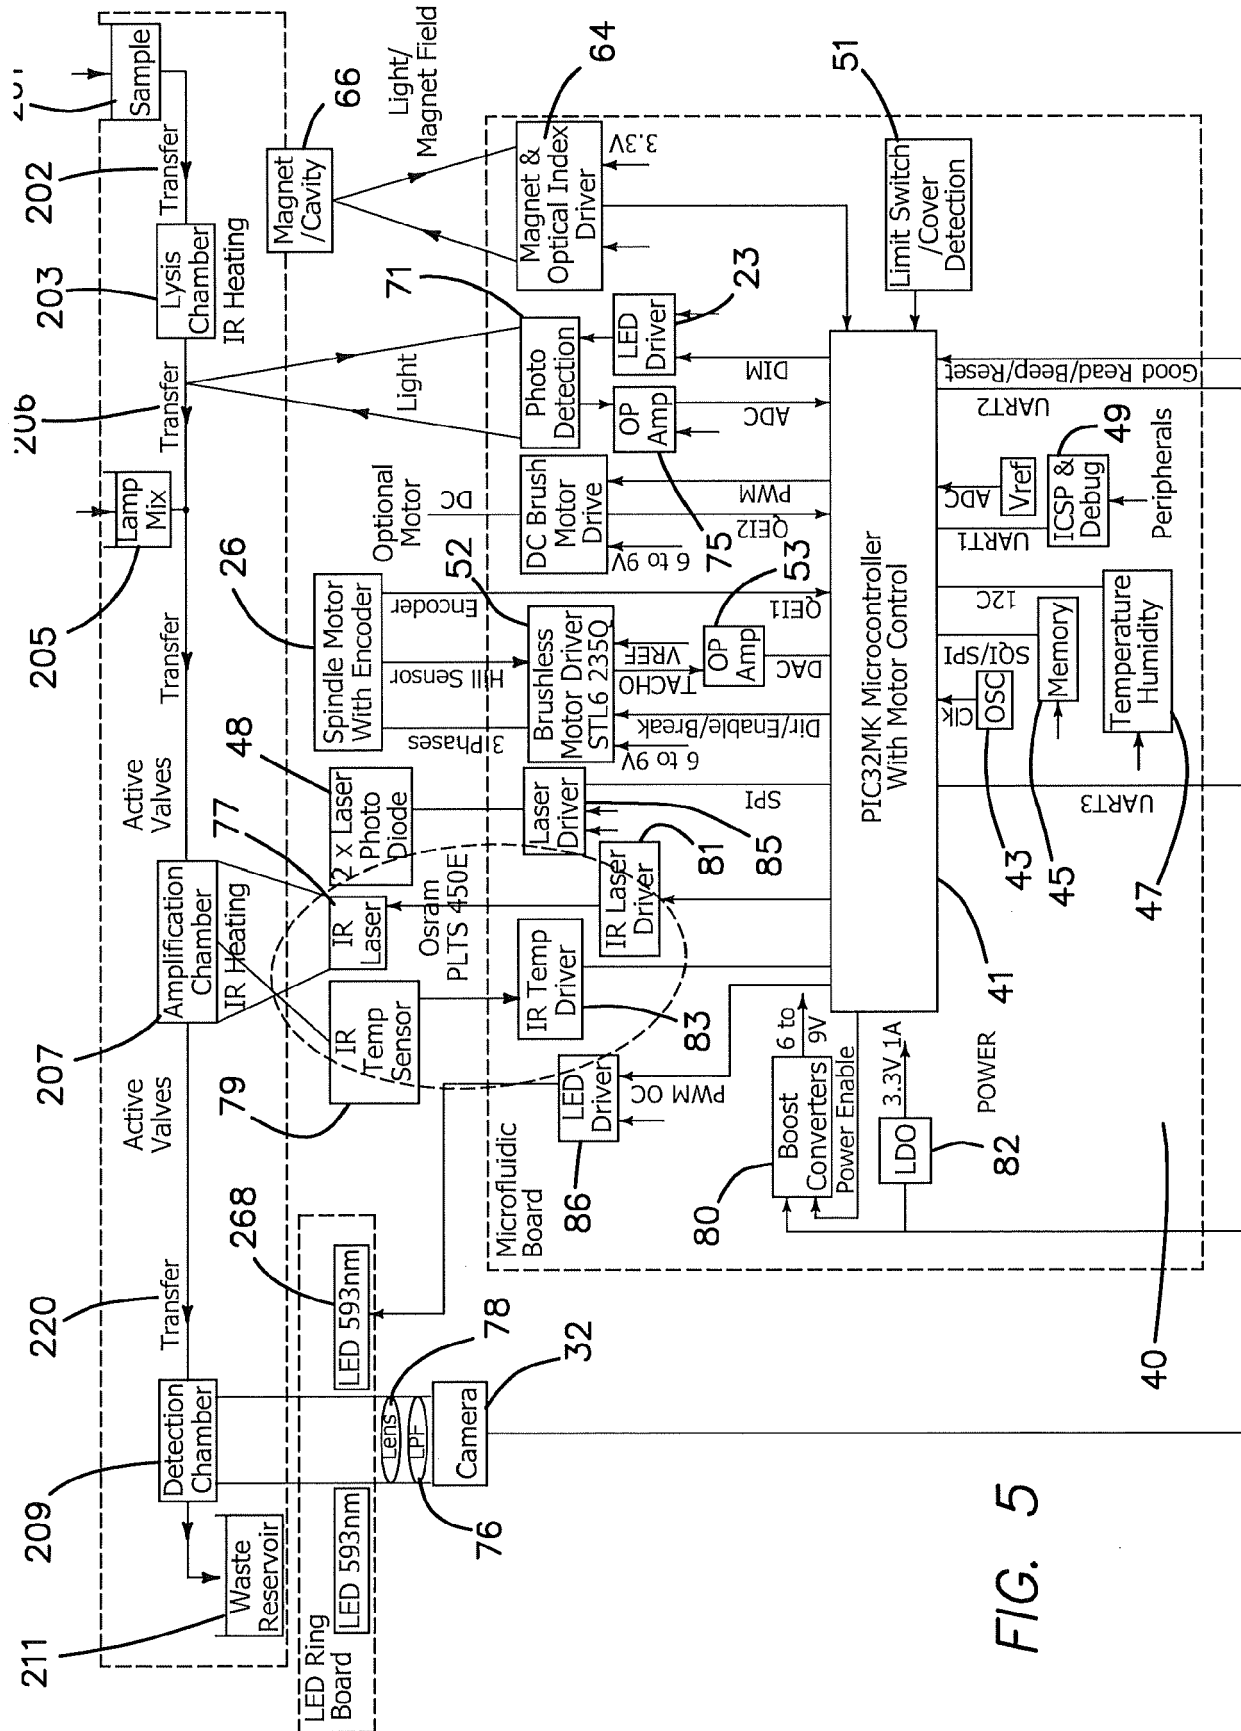 201
Sample
Transfer
202
Lysis
Chamber
203
IR Heating
Transfer
206
Lamp
Mix
205
Transfer
Active
Valves
Amplification
Chamber
207
IR Heating
Active
Valves
Transfer
220
Detection
Chamber
209
Waste
Reservoir
211
Magnet
/Cavity
66
Light/
Magnet Field
Light
Optional
Motor
DC
Spindle Motor
With Encoder
26
Encoder
Hill Sensor
3 Phases
2 x Laser
Photo
Diode
48
IR
Laser
77
Osram
PLTS 450E
IR
Temp
Sensor
79
LED Ring
Board
LED 593nm
LED 593nm
268
Lens
78
LPF
76
Camera
32
Microfluidic
Board
Magnet &
Optical Index
Driver
64
3.3V
Photo
Detection
71
LED
Driver
23
DIM
OP
Amp
75
ADC
DC Brush
Motor
Drive
6 to 9V
QEI2
PWM
Brushless
Motor Driver
STL6 235Q
52
VREF
TACHO
OP
Amp
53
DAC
QEI1
Dir/Enable/Break
6 to 9V
Laser
Driver
85
SPI
IR Laser
Driver
81
IR Temp
Driver
83
LED
Driver
86
PWM OC
Limit Switch
/Cover
Detection
51
PIC32MK Microcontroller
With Motor Control
41
Boost
Converters
80
6 to
9V
Power Enable
LDO
82
3.3V 1A
POWER
UART3
Clk
OSC
43
SQI/SPI
Memory
45
12C
Temperature
Humidity
47
UART1
ICSP &
Debug
49
ADC
Vref
Peripherals
UART2
Good Read/Beep/Reset
40
FIG. 5